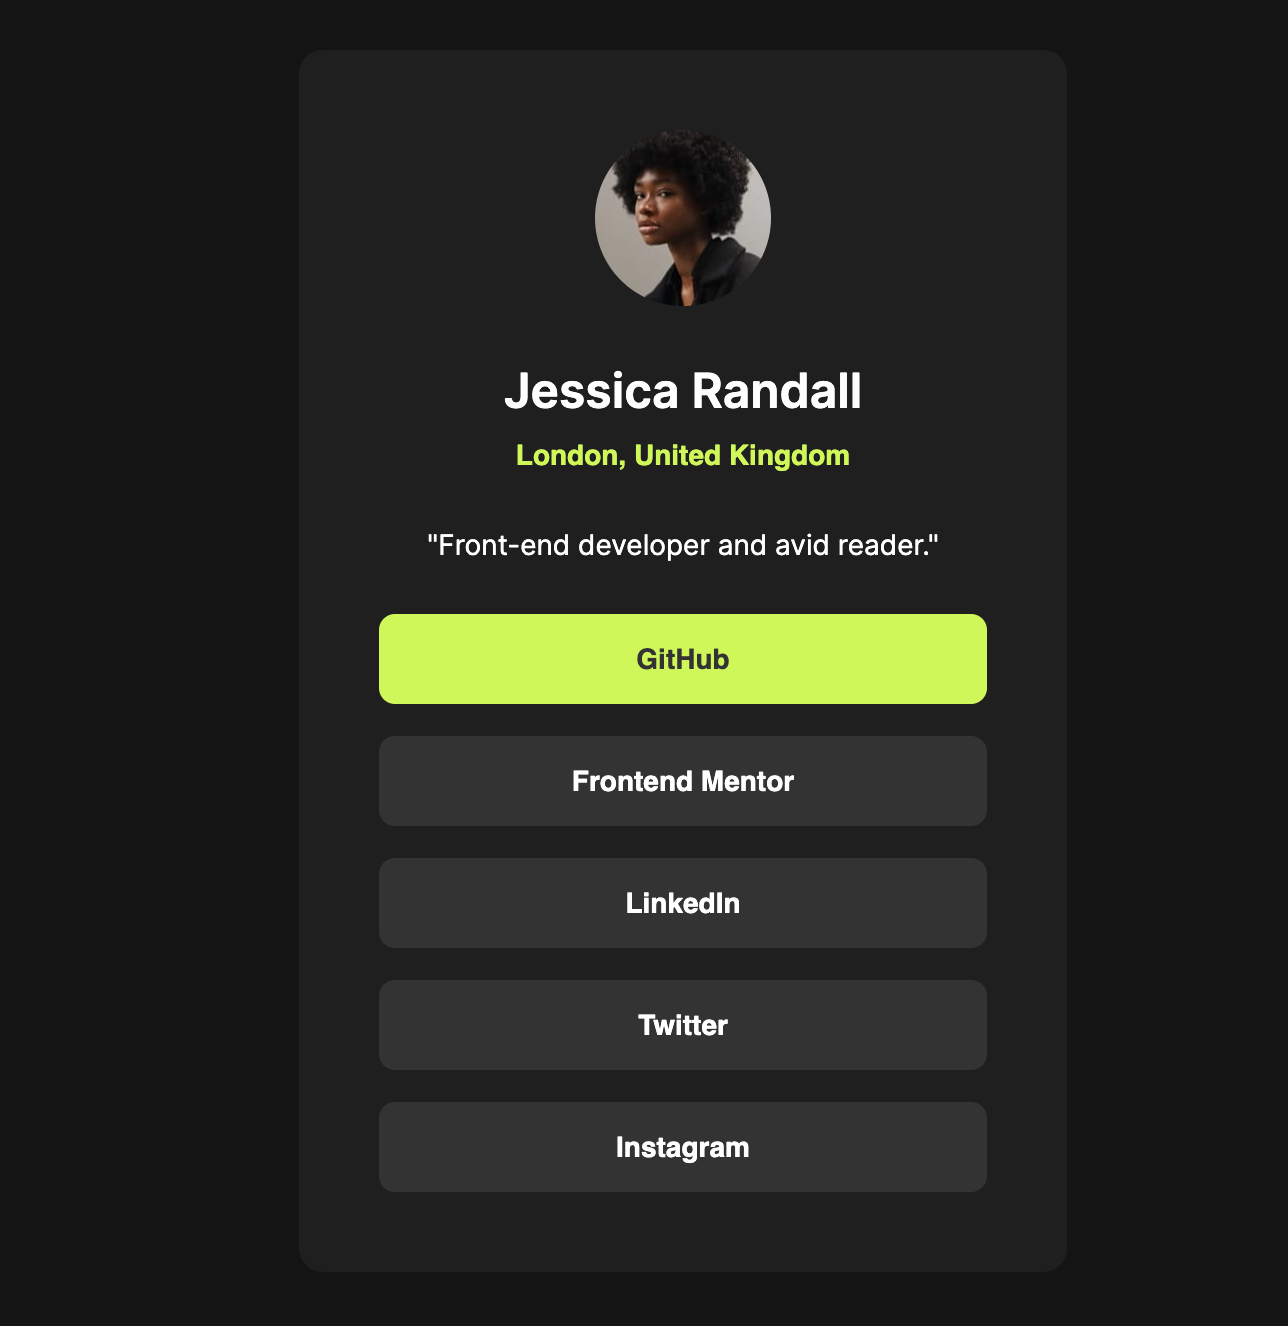 Jessica Randall
London, United Kingdom
"Front-end developer and avid reader."
GitHub
Frontend Mentor
LinkedIn
Twitter
Instagram